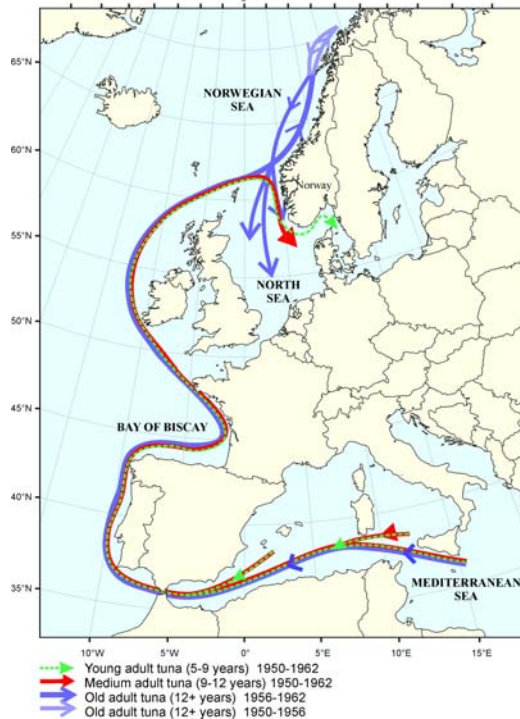 65°N
NORWEGIAN
SEA
60°N
Norway
55°N
NORTH
SEA
50°N
45°N
BAY OF BISCAY
40°N
35°N
MEDITERRANEAN
SEA
10°W 5°W 0° 5°E 10°E 15°E
Young adult tuna (5-9 years) 1950-1962
Medium adult tuna (9-12 years) 1950-1962
Old adult tuna (12+ years) 1956-1962
Old adult tuna (12+ years) 1950-1956